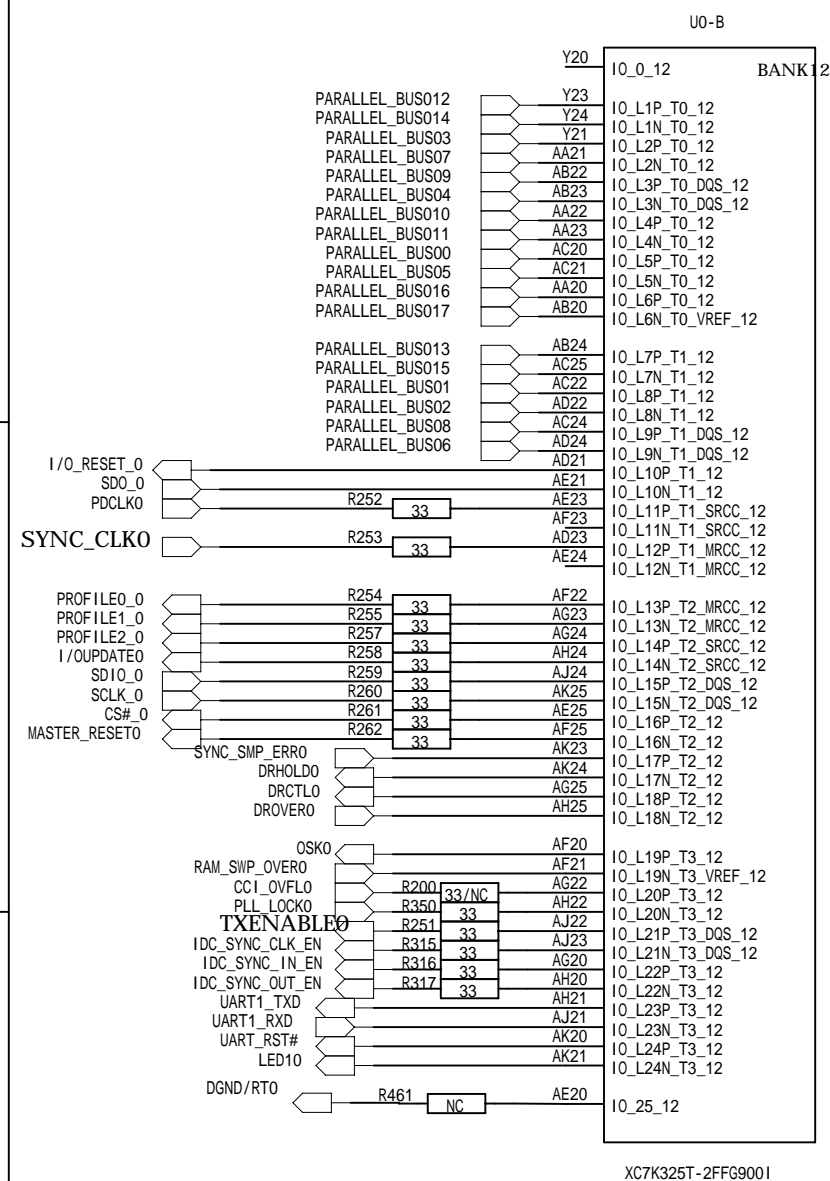 U0-B
Y20 IO_0_12 BANK12
PARALLEL_BUS012 Y23 IO_L1P_T0_12
PARALLEL_BUS014 Y24 IO_L1N_T0_12
PARALLEL_BUS03 Y21 IO_L2P_T0_12
PARALLEL_BUS07 AA21 IO_L2N_T0_12
PARALLEL_BUS09 AB22 IO_L3P_T0_DQS_12
PARALLEL_BUS04 AB23 IO_L3N_T0_DQS_12
PARALLEL_BUS010 AA22 IO_L4P_T0_12
PARALLEL_BUS011 AA23 IO_L4N_T0_12
PARALLEL_BUS00 AC20 IO_L5P_T0_12
PARALLEL_BUS05 AC21 IO_L5N_T0_12
PARALLEL_BUS016 AA20 IO_L6P_T0_12
PARALLEL_BUS017 AB20 IO_L6N_T0_VREF_12
PARALLEL_BUS013 AB24 IO_L7P_T1_12
PARALLEL_BUS015 AC25 IO_L7N_T1_12
PARALLEL_BUS01 AC22 IO_L8P_T1_12
PARALLEL_BUS02 AD22 IO_L8N_T1_12
PARALLEL_BUS08 AC24 IO_L9P_T1_DQS_12
PARALLEL_BUS06 AD24 IO_L9N_T1_DQS_12
I/O_RESET_0 AD21 IO_L10P_T1_12
SDO_0 AE21 IO_L10N_T1_12
PDCLK0 R252 33 AE23 IO_L11P_T1_SRCC_12
AF23 IO_L11N_T1_SRCC_12
SYNC_CLK0 R253 33 AD23 IO_L12P_T1_MRCC_12
AE24 IO_L12N_T1_MRCC_12
PROFILE0_0 R254 33 AF22 IO_L13P_T2_MRCC_12
PROFILE1_0 R255 33 AG23 IO_L13N_T2_MRCC_12
PROFILE2_0 R257 33 AG24 IO_L14P_T2_SRCC_12
I/OUPDATE0 R258 33 AH24 IO_L14N_T2_SRCC_12
SDIO_0 R259 33 AJ24 IO_L15P_T2_DQS_12
SCLK_0 R260 33 AK25 IO_L15N_T2_DQS_12
CS#_0 R261 33 AE25 IO_L16P_T2_12
MASTER_RESET0 R262 33 AF25 IO_L16N_T2_12
SYNC_SMP_ERR0 AK23 IO_L17P_T2_12
DRHOLD0 AK24 IO_L17N_T2_12
DRCTL0 AG25 IO_L18P_T2_12
DROVER0 AH25 IO_L18N_T2_12
OSK0 AF20 IO_L19P_T3_12
RAM_SWP_OVER0 AF21 IO_L19N_T3_VREF_12
CCI_OVFL0 R200 33/NC AG22 IO_L20P_T3_12
PLL_LOCK0 R350 33 AH22 IO_L20N_T3_12
TXENABLE0 R251 33 AJ22 IO_L21P_T3_DQS_12
IDC_SYNC_CLK_EN R315 33 AJ23 IO_L21N_T3_DQS_12
IDC_SYNC_IN_EN R316 33 AG20 IO_L22P_T3_12
IDC_SYNC_OUT_EN R317 33 AH20 IO_L22N_T3_12
UART1_TXD AH21 IO_L23P_T3_12
UART1_RXD AJ21 IO_L23N_T3_12
UART_RST# AK20 IO_L24P_T3_12
LED10 AK21 IO_L24N_T3_12
DGND/RT0 R461 NC AE20 IO_25_12
XC7K325T-2FFG900I